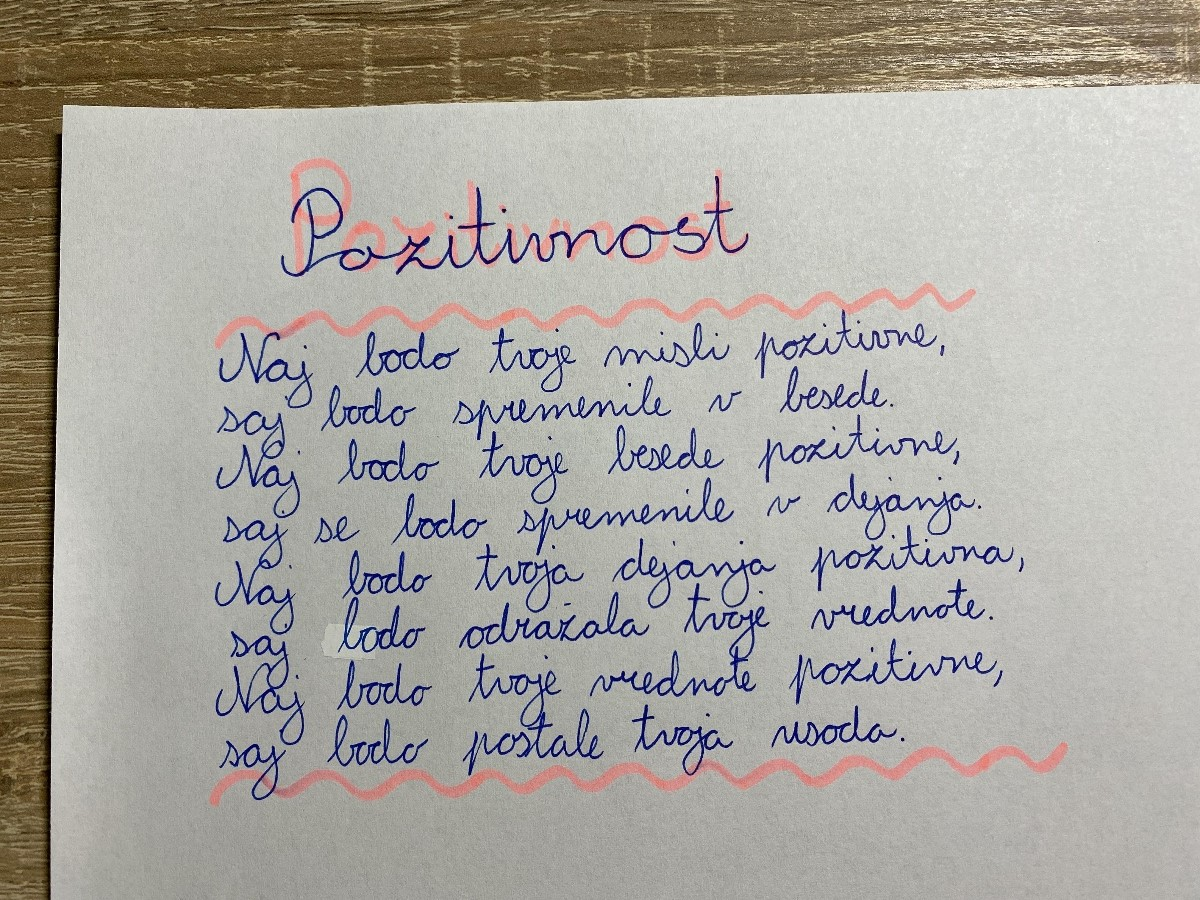 Pozitivnost
Naj bodo tvoje misli pozitivne,
saj bodo spremenile v besede.
Naj bodo tvoje besede pozitivne,
saj se bodo spremenile v dejanja.
Naj bodo tvoja dejanja pozitivna,
saj bodo odražala tvoje vrednote.
Naj bodo tvoje vrednote pozitivne,
saj bodo postale tvoja usoda.